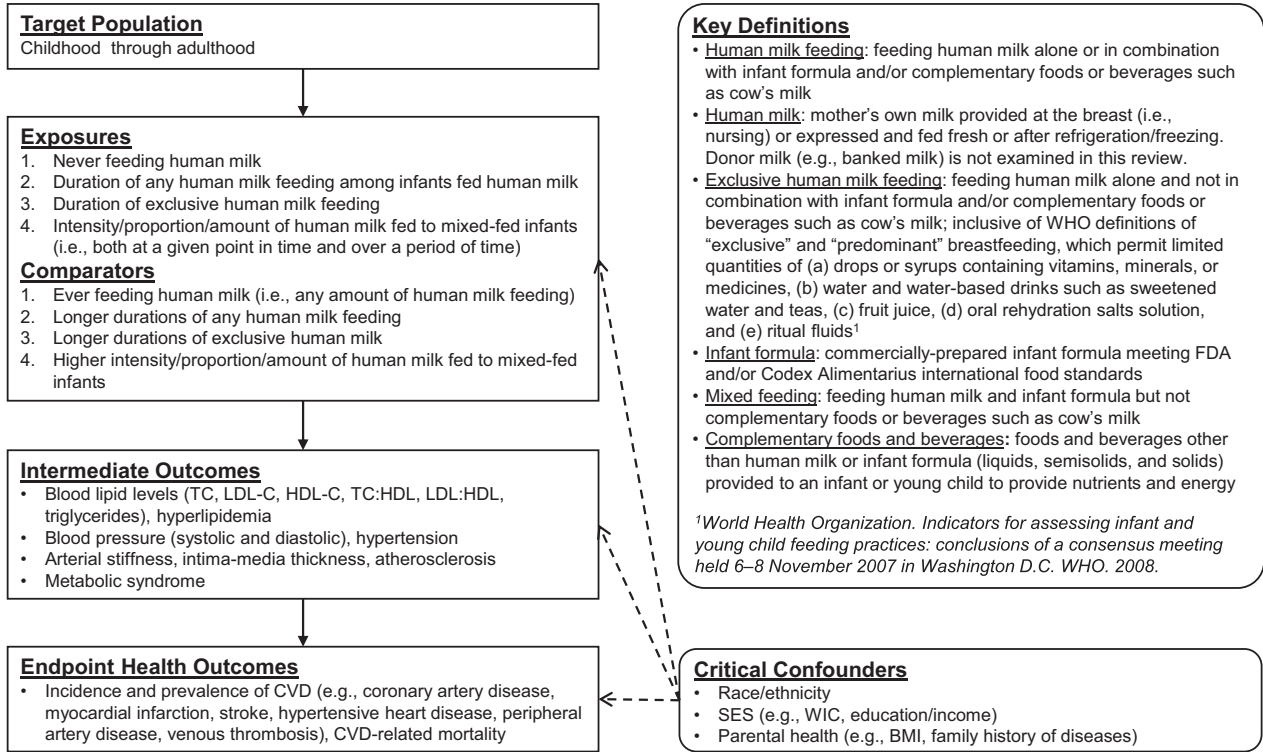 Target Population
Childhood through adulthood
Exposures
1. Never feeding human milk
2. Duration of any human milk feeding among infants fed human milk
3. Duration of exclusive human milk feeding
4. Intensity/proportion/amount of human milk fed to mixed-fed infants
(i.e., both at a given point in time and over a period of time)
Comparators
1. Ever feeding human milk (i.e., any amount of human milk feeding)
2. Longer durations of any human milk feeding
3. Longer durations of exclusive human milk
4. Higher intensity/proportion/amount of human milk fed to mixed-fed
infants
Intermediate Outcomes
• Blood lipid levels (TC, LDL-C, HDL-C, TC:HDL, LDL:HDL,
triglycerides), hyperlipidemia
• Blood pressure (systolic and diastolic), hypertension
• Arterial stiffness, intima-media thickness, atherosclerosis
• Metabolic syndrome
Endpoint Health Outcomes
• Incidence and prevalence of CVD (e.g., coronary artery disease,
myocardial infarction, stroke, hypertensive heart disease, peripheral
artery disease, venous thrombosis), CVD-related mortality
Key Definitions
• Human milk feeding: feeding human milk alone or in combination
with infant formula and/or complementary foods or beverages such
as cow's milk
• Human milk: mother's own milk provided at the breast (i.e.,
nursing) or expressed and fed fresh or after refrigeration/freezing.
Donor milk (e.g., banked milk) is not examined in this review.
• Exclusive human milk feeding: feeding human milk alone and not in
combination with infant formula and/or complementary foods or
beverages such as cow's milk; inclusive of WHO definitions of
“exclusive” and “predominant” breastfeeding, which permit limited
quantities of (a) drops or syrups containing vitamins, minerals, or
medicines, (b) water and water-based drinks such as sweetened
water and teas, (c) fruit juice, (d) oral rehydration salts solution,
and (e) ritual fluids¹
• Infant formula: commercially-prepared infant formula meeting FDA
and/or Codex Alimentarius international food standards
• Mixed feeding: feeding human milk and infant formula but not
complementary foods or beverages such as cow's milk
• Complementary foods and beverages: foods and beverages other
than human milk or infant formula (liquids, semisolids, and solids)
provided to an infant or young child to provide nutrients and energy
¹World Health Organization. Indicators for assessing infant and
young child feeding practices: conclusions of a consensus meeting
held 6–8 November 2007 in Washington D.C. WHO. 2008.
Critical Confounders
• Race/ethnicity
• SES (e.g., WIC, education/income)
• Parental health (e.g., BMI, family history of diseases)